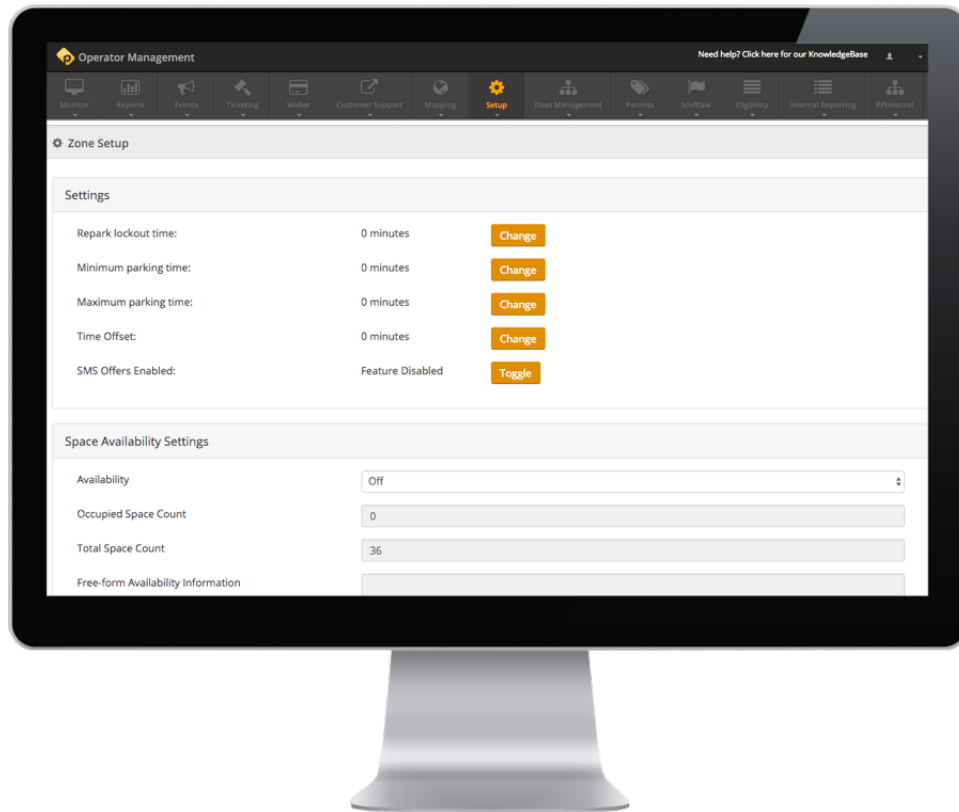 Operator Management
Need help? Click here for our KnowledgeBase
Monitor Reports Events Ticketing Wallet Customer Support Mapping Setup Fleet Management Permits Scofflaw Eligibility Internal Reporting PPInternal
Zone Setup
Settings
Repark lockout time: 0 minutes Change
Minimum parking time: 0 minutes Change
Maximum parking time: 0 minutes Change
Time Offset: 0 minutes Change
SMS Offers Enabled: Feature Disabled Toggle
Space Availability Settings
Availability Off
Occupied Space Count 0
Total Space Count 36
Free-form Availability Information